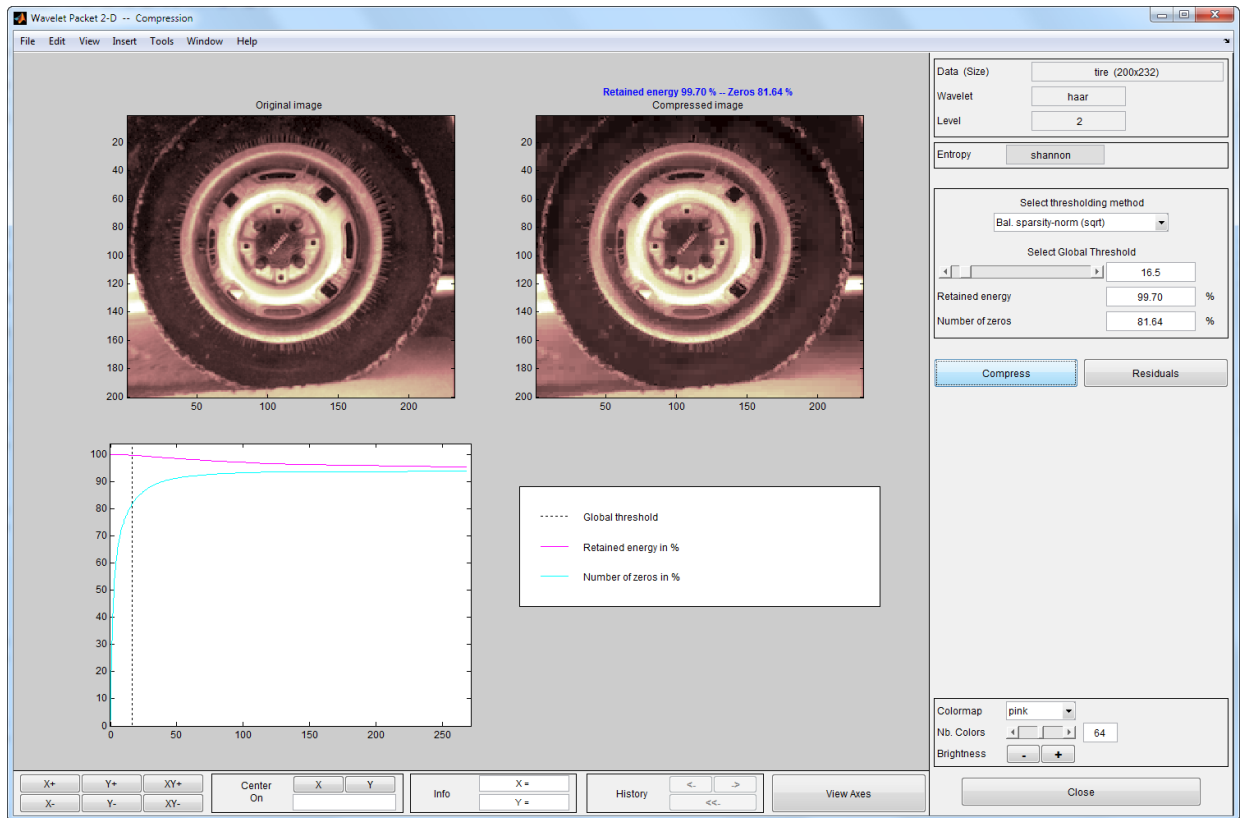 Wavelet Packet 2-D -- Compression
File Edit View Insert Tools Window Help
Retained energy 99.70 % -- Zeros 81.64 %
Original image
Compressed image
20
40
60
80
100
120
140
160
180
200
50 100 150 200
20
40
60
80
100
120
140
160
180
200
50 100 150 200
100
90
80
70
60
50
40
30
20
10
0
0 50 100 150 200 250
Global threshold
Retained energy in %
Number of zeros in %
Data (Size) tire (200x232)
Wavelet haar
Level 2
Entropy shannon
Select thresholding method
Bal. sparsity-norm (sqrt)
Select Global Threshold
16.5
Retained energy 99.70 %
Number of zeros 81.64 %
Compress Residuals
Colormap pink
Nb. Colors 64
Brightness - +
Close
X+ Y+ XY+
X- Y- XY-
Center On X Y
Info X = 
Y =
History <- ->
<<-
View Axes